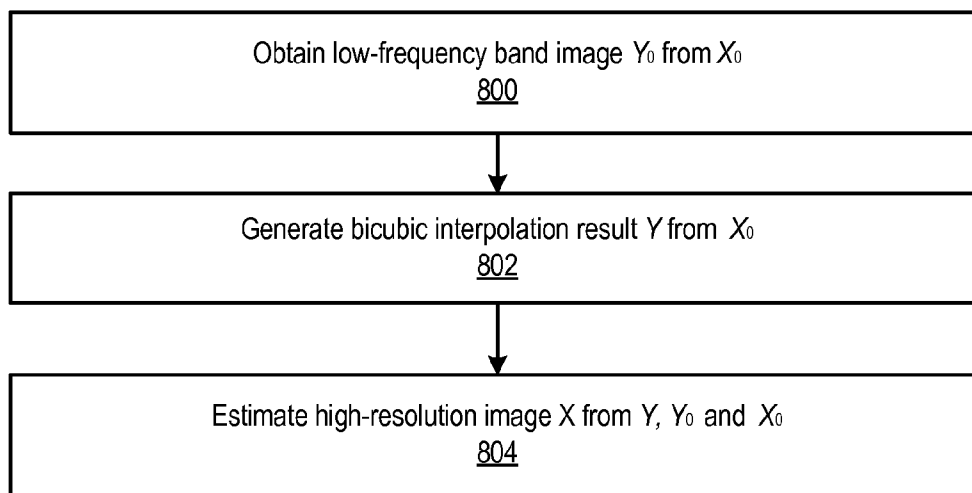 Obtain low-frequency band image Y₀ from X₀
800
Generate bicubic interpolation result Y from X₀
802
Estimate high-resolution image X from Y, Y₀ and X₀
804